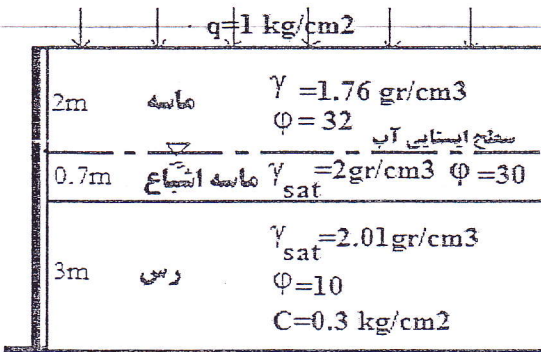 q=1 kg/cm2
2m ماسه γ =1.76 gr/cm3
φ= 32
سطح ایستابی آب
0.7m ماسه اشباع γsat=2gr/cm3 φ =30
γsat=2.01gr/cm3
3m رس φ=10
C=0.3 kg/cm2